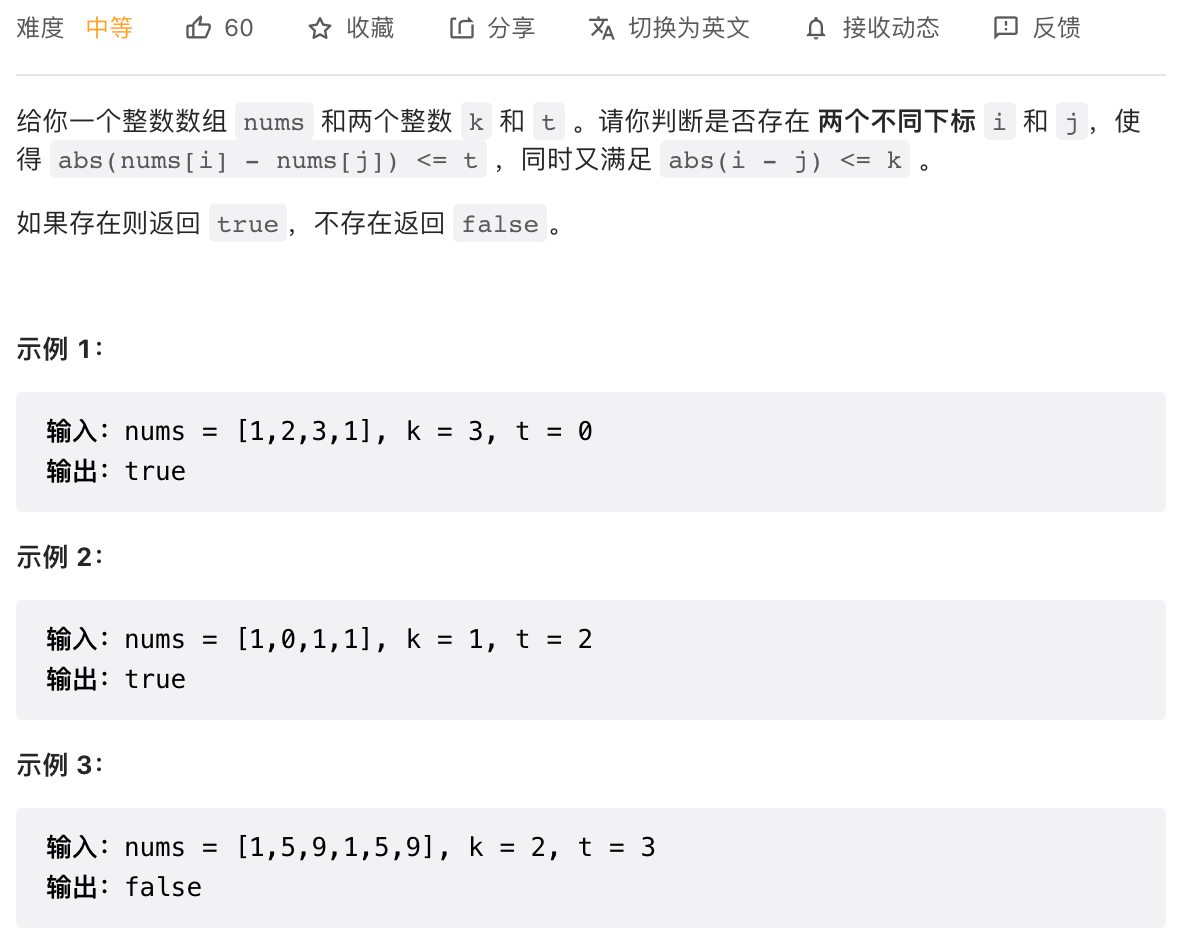 难度 中等 60 收藏 分享 切换为英文 接收动态 反馈
给你一个整数数组 nums 和两个整数 k 和 t 。请你判断是否存在 两个不同下标 i 和 j，使
得 abs(nums[i] - nums[j]) <= t ，同时又满足 abs(i - j) <= k 。
如果存在则返回 true，不存在返回 false。
示例 1：
输入：nums = [1,2,3,1], k = 3, t = 0
输出：true
示例 2：
输入：nums = [1,0,1,1], k = 1, t = 2
输出：true
示例 3：
输入：nums = [1,5,9,1,5,9], k = 2, t = 3
输出：false